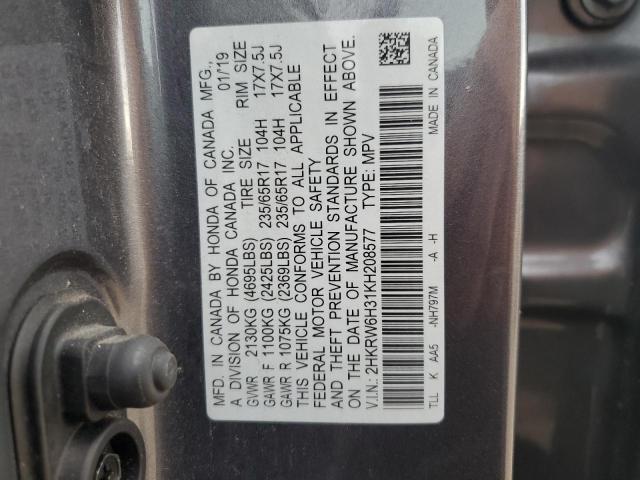 MFD. IN CANADA BY HONDA OF CANADA MFG.,
A DIVISION OF HONDA CANADA INC. 01/19
GVWR 2130KG (4695LBS) TIRE SIZE RIM SIZE
GAWR F 1100KG (2425LBS) 235/65R17 104H 17X7.5J
GAWR R 1075KG (2369LBS) 235/65R17 104H 17X7.5J
THIS VEHICLE CONFORMS TO ALL APPLICABLE
FEDERAL MOTOR VEHICLE SAFETY
AND THEFT PREVENTION STANDARDS IN EFFECT
ON THE DATE OF MANUFACTURE SHOWN ABOVE.
V.I.N.: 2HKRW6H31KH208577 TYPE: MPV
TLL K AA5 -NH797M -A -H MADE IN CANADA